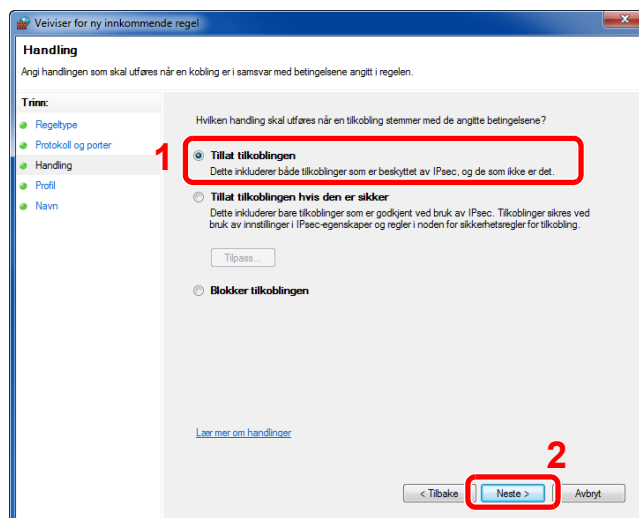 Veiviser for ny innkommende regel
Handling
Angi handlingen som skal utføres når en kobling er i samsvar med betingelsene angitt i regelen.
Trinn:
Regeltype
Protokoll og porter
Handling
Profil
Navn
Hvilken handling skal utføres når en tilkobling stemmer med de angitte betingelsene?
1
Tillat tilkoblingen
Dette inkluderer både tilkoblinger som er beskyttet av IPsec, og de som ikke er det.
Tillat tilkoblingen hvis den er sikker
Dette inkluderer bare tilkoblinger som er godkjent ved bruk av IPsec. Tilkoblinger sikres ved
bruk av innstillinger i IPsec-egenskaper og regler i noden for sikkerhetsregler for tilkobling.
Tilpass...
Blokker tilkoblingen
Lær mer om handlinger
2
< Tilbake
Neste >
Avbryt